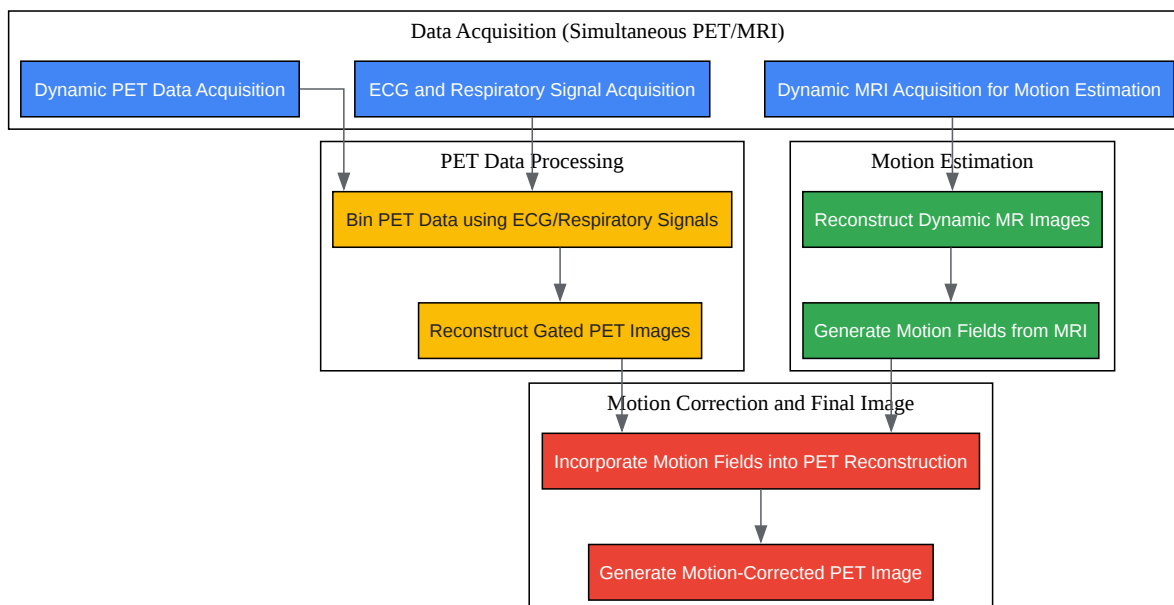 Data Acquisition (Simultaneous PET/MRI)
Dynamic PET Data Acquisition
ECG and Respiratory Signal Acquisition
Dynamic MRI Acquisition for Motion Estimation
PET Data Processing
Motion Estimation
Bin PET Data using ECG/Respiratory Signals
Reconstruct Dynamic MR Images
Reconstruct Gated PET Images
Generate Motion Fields from MRI
Motion Correction and Final Image
Incorporate Motion Fields into PET Reconstruction
Generate Motion-Corrected PET Image